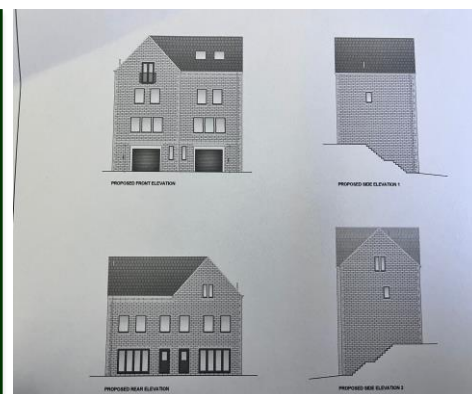 PROPOSED FRONT ELEVATION
PROPOSED SIDE ELEVATION 1
PROPOSED REAR ELEVATION
PROPOSED SIDE ELEVATION 2